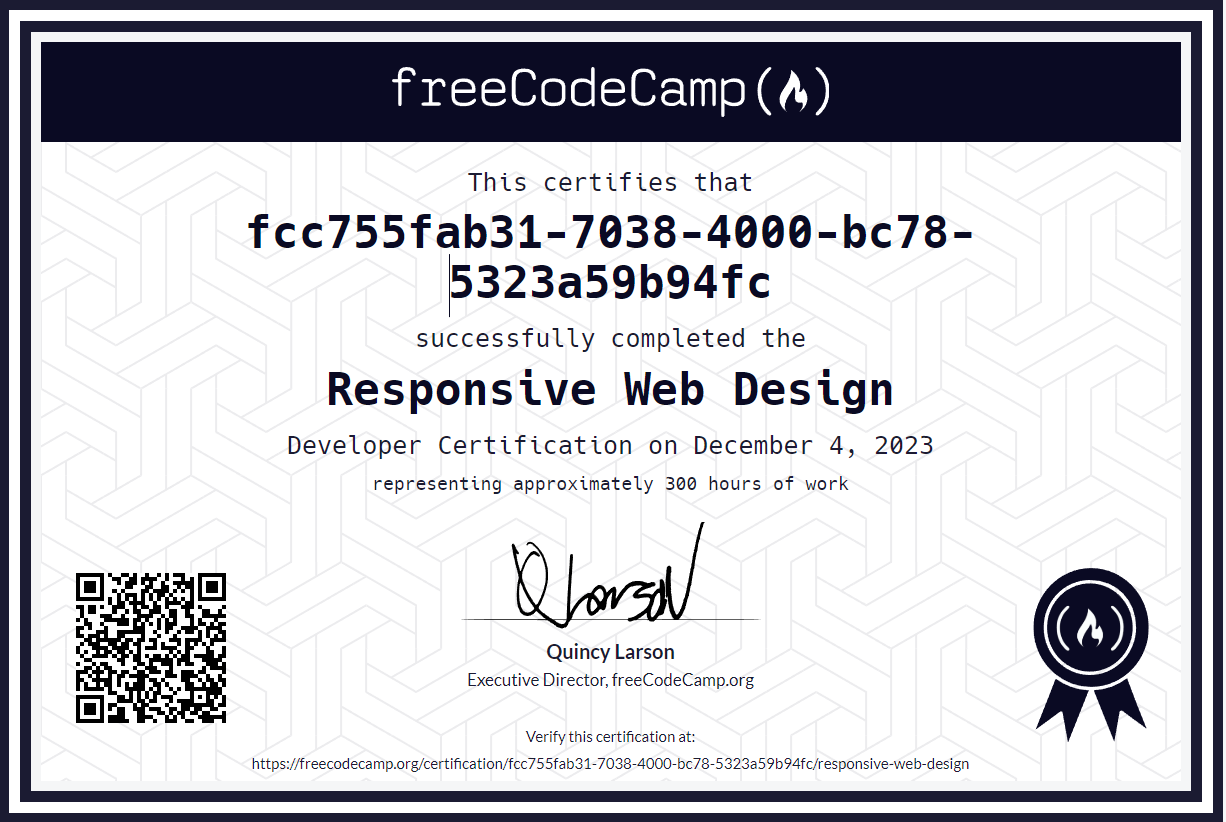 freeCodeCamp
This certifies that
fcc755fab31-7038-4000-bc78-
5323a59b94fc
successfully completed the
Responsive Web Design
Developer Certification on December 4, 2023
representing approximately 300 hours of work
Q Larson
Quincy Larson
Executive Director, freeCodeCamp.org
Verify this certification at:
https://freecodecamp.org/certification/fcc755fab31-7038-4000-bc78-5323a59b94fc/responsive-web-design